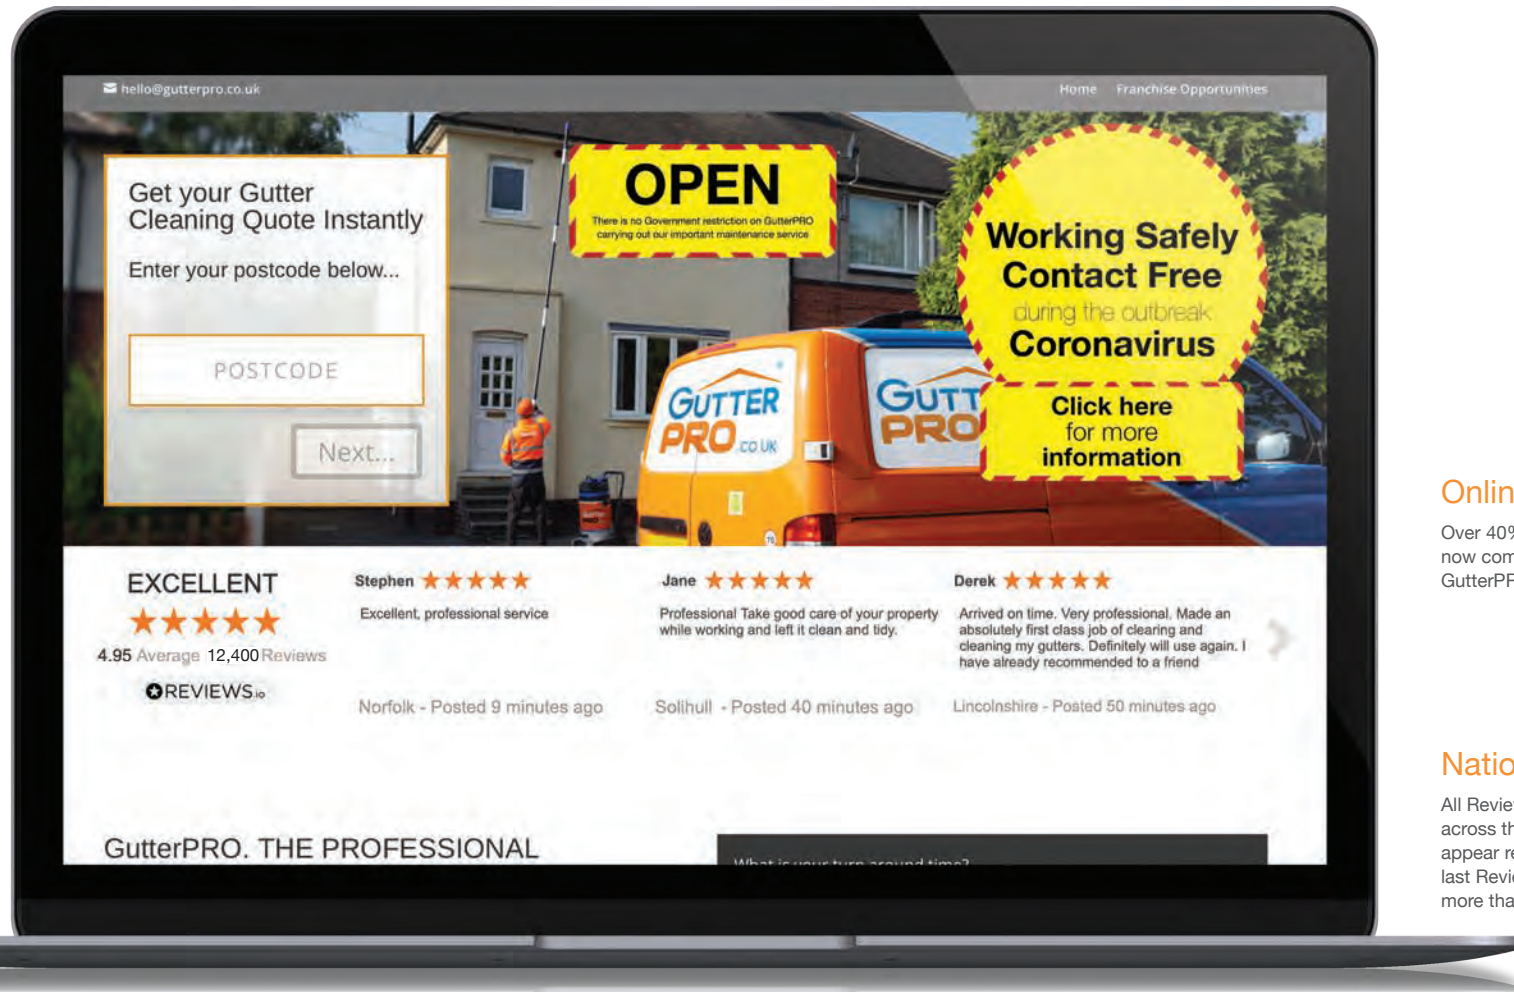 hello@gutterpro.co.uk
Home Franchise Opportunities
Get your Gutter
Cleaning Quote Instantly
Enter your postcode below...
POSTCODE
Next...
OPEN
There is no Government restriction on GutterPRO
carrying out our important maintenance service
Working Safely
Contact Free
during the outbreak
Coronavirus
Click here
for more
information
GUTTER
PRO.CO.UK
GUTT
PRO
EXCELLENT
4.95 Average 12,400 Reviews
REVIEWS.io
Stephen
Excellent, professional service
Norfolk - Posted 9 minutes ago
Jane
Professional Take good care of your property
while working and left it clean and tidy.
Solihull - Posted 40 minutes ago
Derek
Arrived on time. Very professional. Made an
absolutely first class job of clearing and
cleaning my gutters. Definitely will use again. I
have already recommended to a friend
Lincolnshire - Posted 50 minutes ago
GutterPRO. THE PROFESSIONAL
What is your turn around time?
Onlin
Over 40%
now com
GutterPR
Natio
All Review
across th
appear re
last Revie
more tha